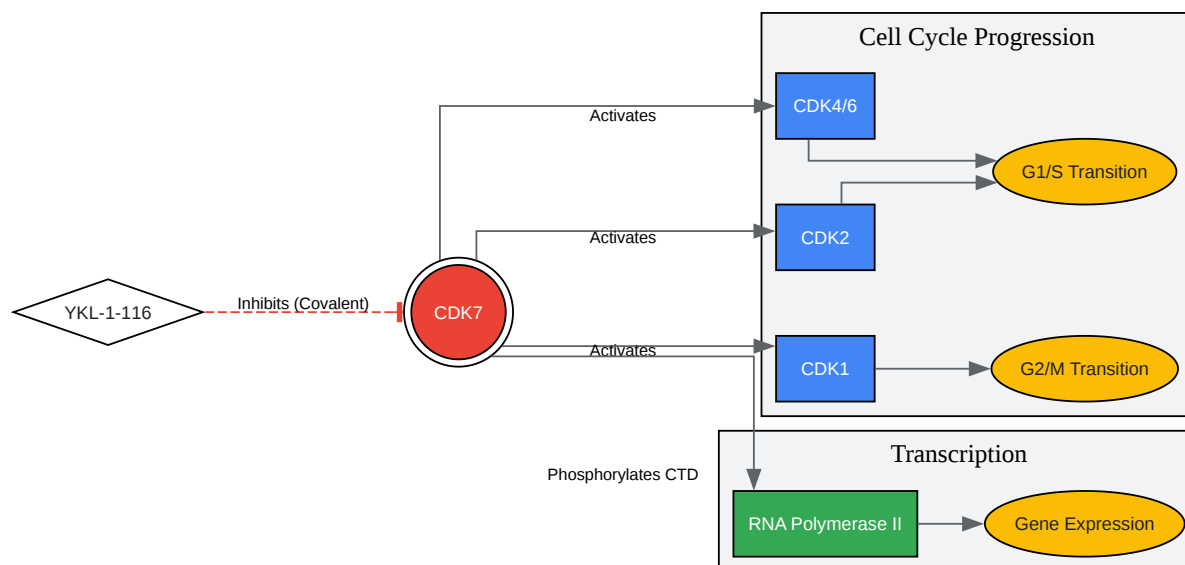 Cell Cycle Progression
CDK4/6
Activates
G1/S Transition
CDK2
Activates
YKL-1-116
Inhibits (Covalent)
CDK7
Activates
CDK1
G2/M Transition
Transcription
Phosphorylates CTD
RNA Polymerase II
Gene Expression